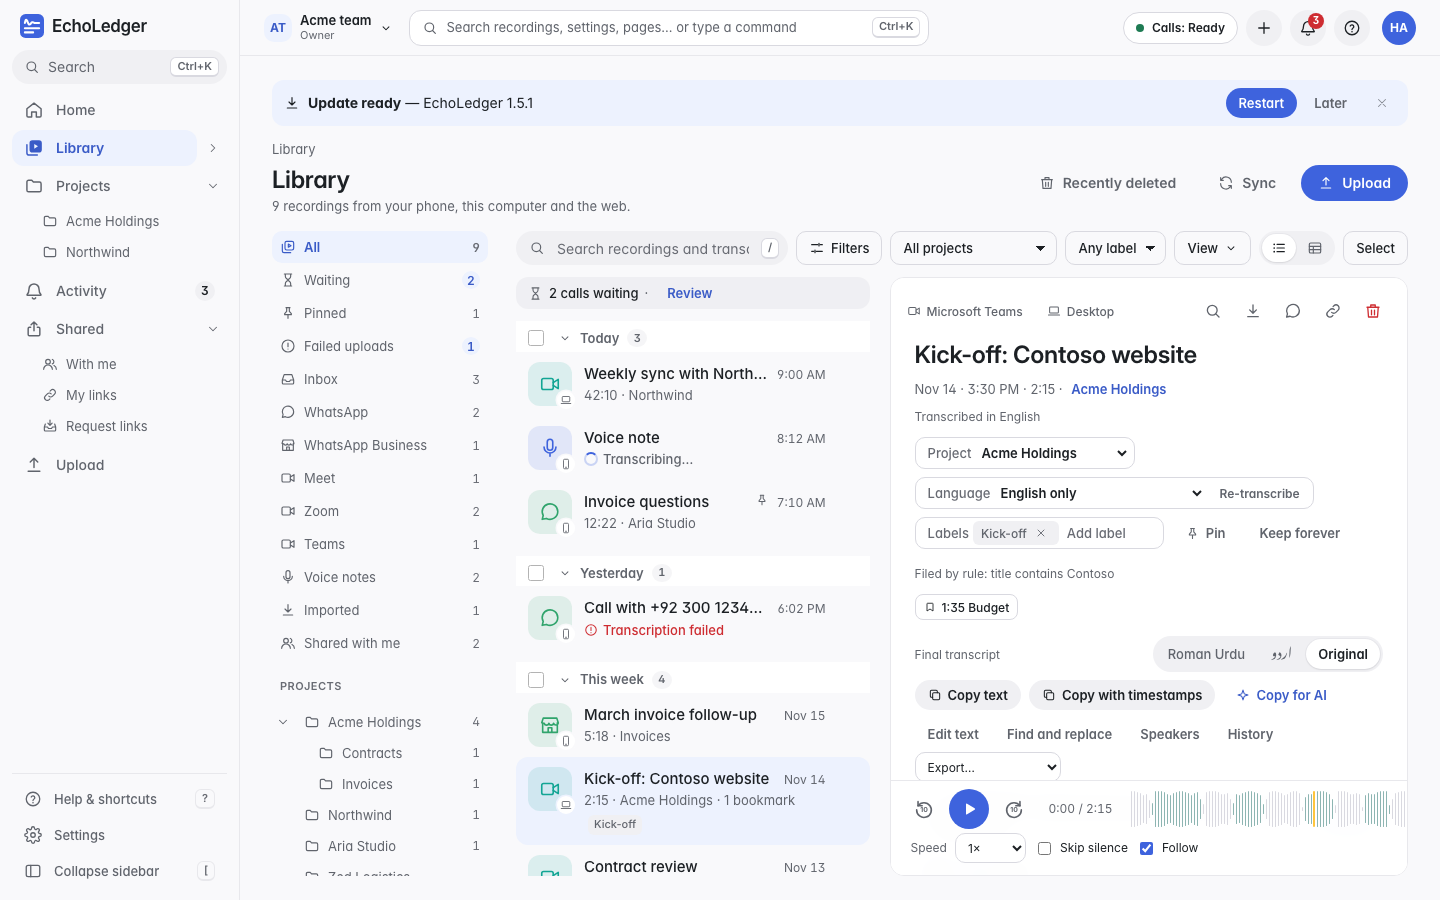 EchoLedger
Search Ctrl+K
Home
Library
Projects
Acme Holdings
Northwind
Activity 3
Shared
With me
My links
Request links
Upload
Help & shortcuts ?
Settings
Collapse sidebar [
AT Acme team
Owner
Search recordings, settings, pages... or type a command Ctrl+K
Calls: Ready
3
HA
Update ready — EchoLedger 1.5.1
Restart Later
Library
Library
9 recordings from your phone, this computer and the web.
Recently deleted Sync Upload
All 9
Waiting 2
Pinned 1
Failed uploads 1
Inbox 3
WhatsApp 2
WhatsApp Business 1
Meet 1
Zoom 2
Teams 1
Voice notes 2
Imported 1
Shared with me 2
PROJECTS
Acme Holdings 4
Contracts 1
Invoices 1
Northwind 2
Aria Studio 1
Search recordings and transc /
Filters All projects Any label View Select
2 calls waiting · Review
Today 3
Weekly sync with North... 9:00 AM
42:10 · Northwind
Voice note 8:12 AM
Transcribing...
Invoice questions 7:10 AM
12:22 · Aria Studio
Yesterday 1
Call with +92 300 1234... 6:02 PM
Transcription failed
This week 4
March invoice follow-up Nov 15
5:18 · Invoices
Kick-off: Contoso website Nov 14
2:15 · Acme Holdings · 1 bookmark
Kick-off
Contract review Nov 13
Microsoft Teams Desktop
Kick-off: Contoso website
Nov 14 · 3:30 PM · 2:15 · Acme Holdings
Transcribed in English
Project Acme Holdings
Language English only Re-transcribe
Labels Kick-off Add label Pin Keep forever
Filed by rule: title contains Contoso
1:35 Budget
Final transcript Roman Urdu اردو Original
Copy text Copy with timestamps Copy for AI
Edit text Find and replace Speakers History
Export...
10 10 0:00 / 2:15
Speed 1× Skip silence Follow